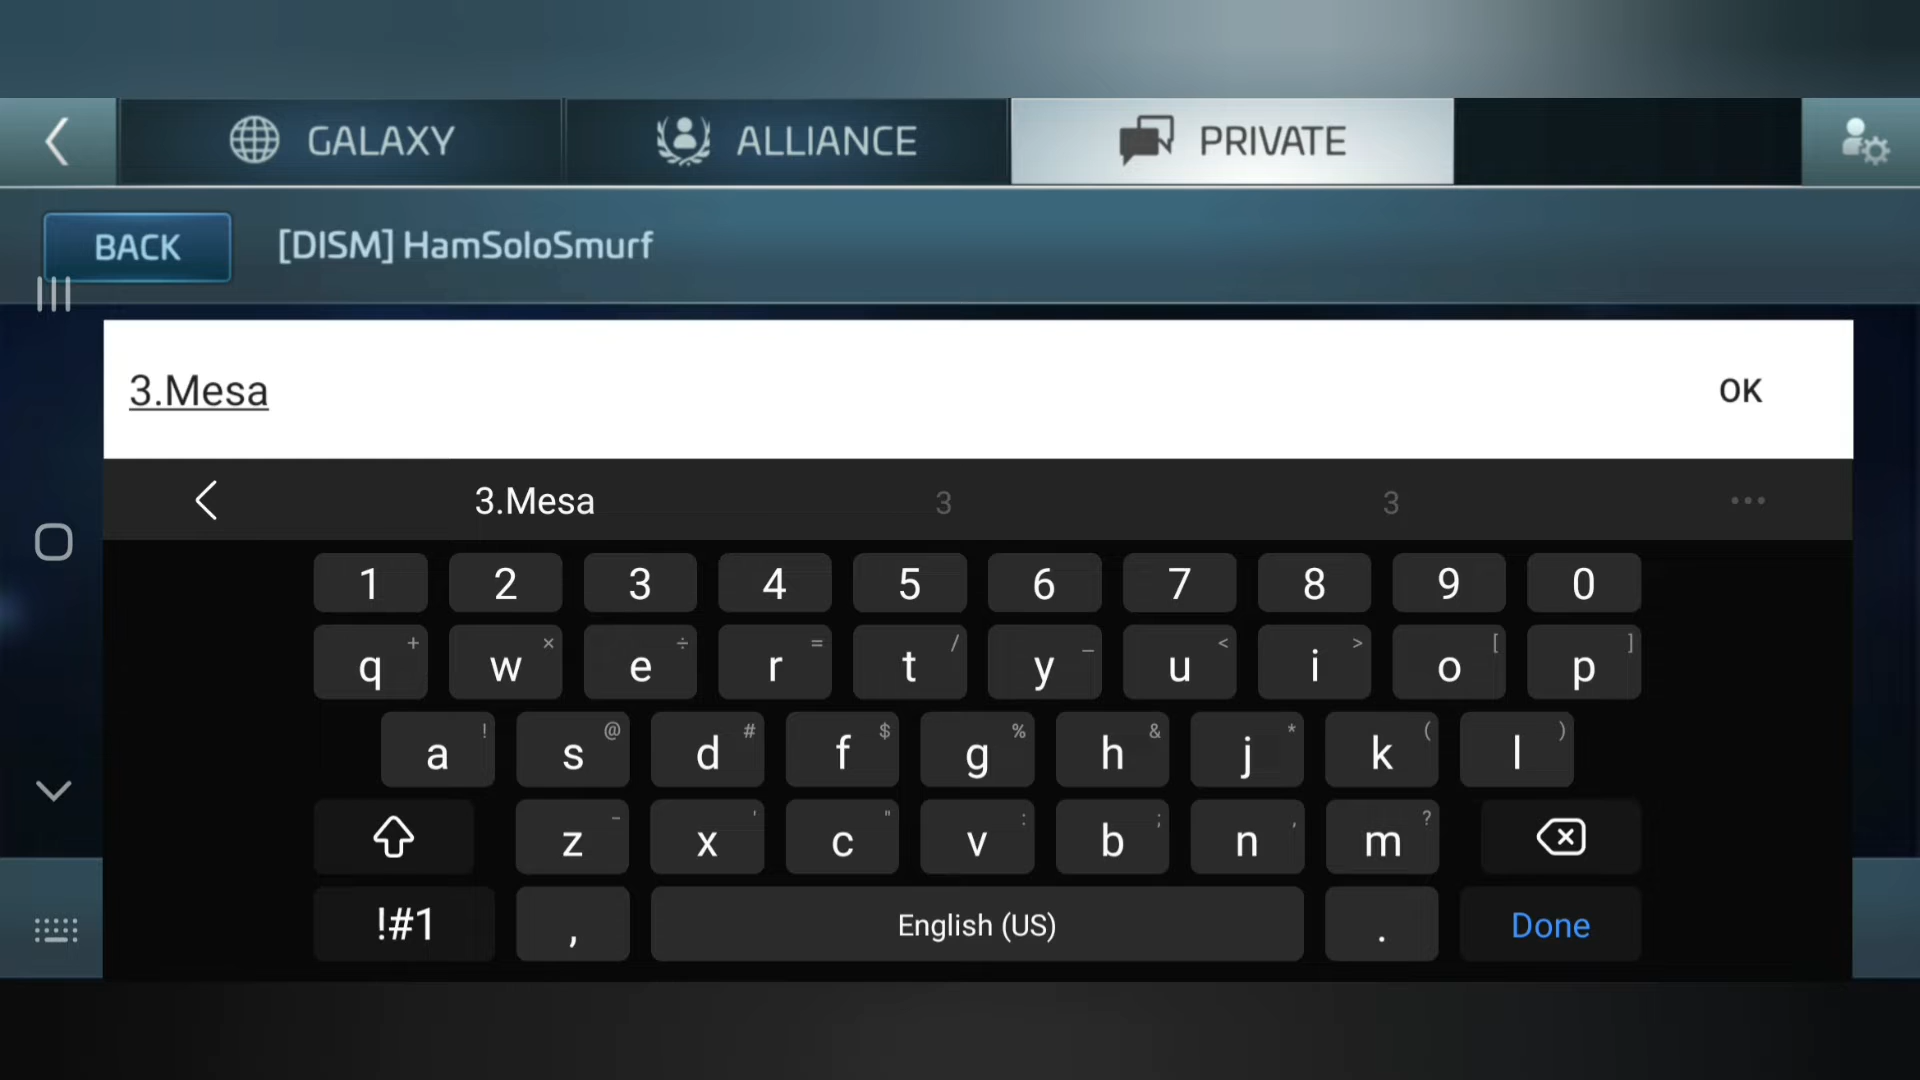 GALAXY ALLIANCE PRIVATE
BACK [DISM] HamSoloSmurf
3.Mesa OK
3.Mesa 3 3 ...
1 2 3 4 5 6 7 8 9 0
q + w × e ÷ r = t / y _ u < i > o [ p ]
a ! s @ d # f $ g % h & j * k ( l )
z - x ' c " v : b ; n , m ?
!#1 , English (US) . Done